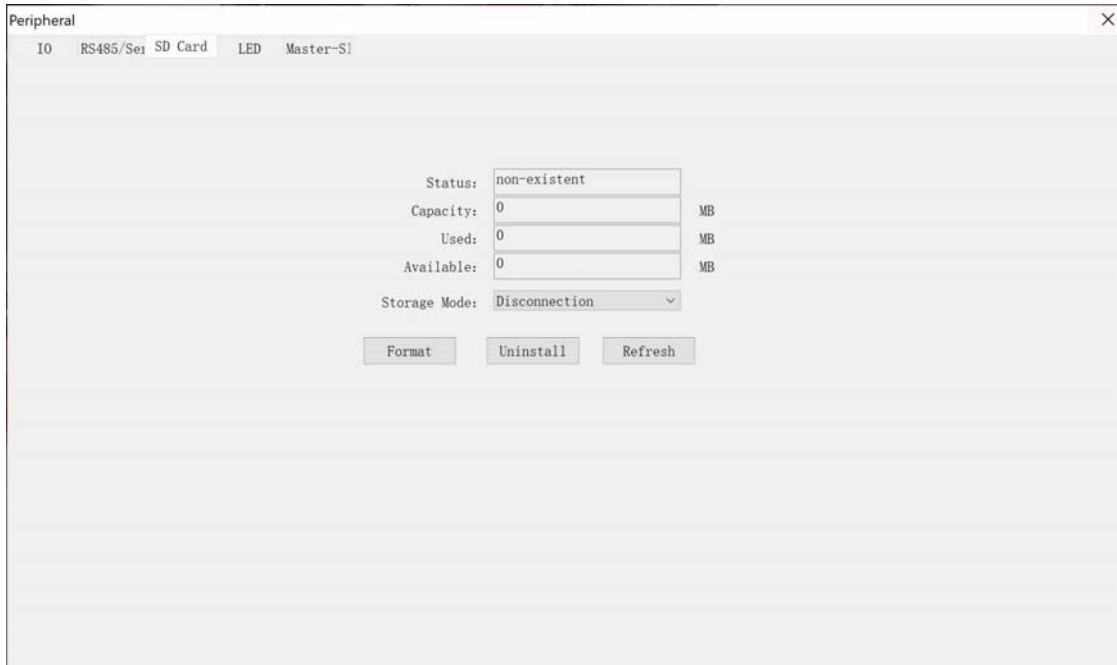 Peripheral
IO RS485/Ser SD Card LED Master-Sl
Status: non-existent
Capacity: 0 MB
Used: 0 MB
Available: 0 MB
Storage Mode: Disconnection
Format Uninstall Refresh